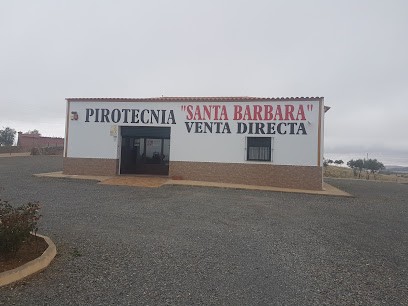 PIROTECNIA "SANTA BARBARA"
VENTA DIRECTA